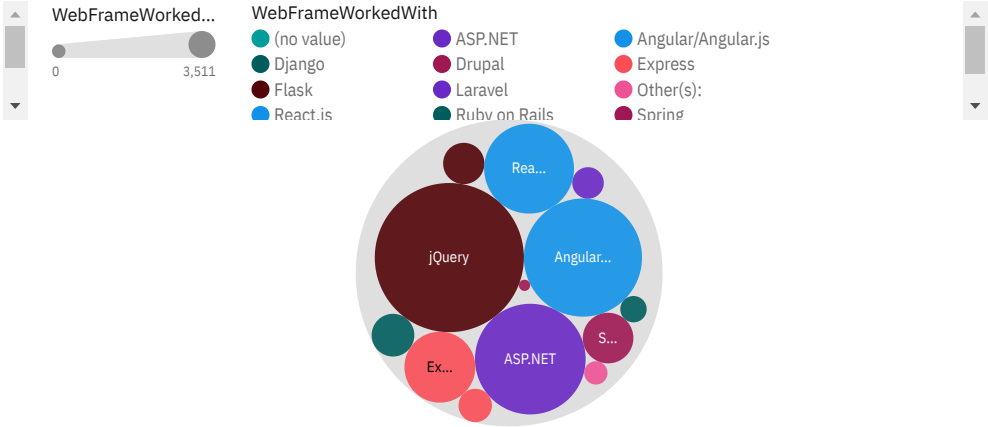 WebFrameWorked...
0 3,511
WebFrameWorkedWith
(no value) ASP.NET Angular/Angular.js
Django Drupal Express
Flask Laravel Other(s):
React.js Ruby on Rails Spring
Rea...
jQuery
Angular...
S...
ASP.NET
Ex...